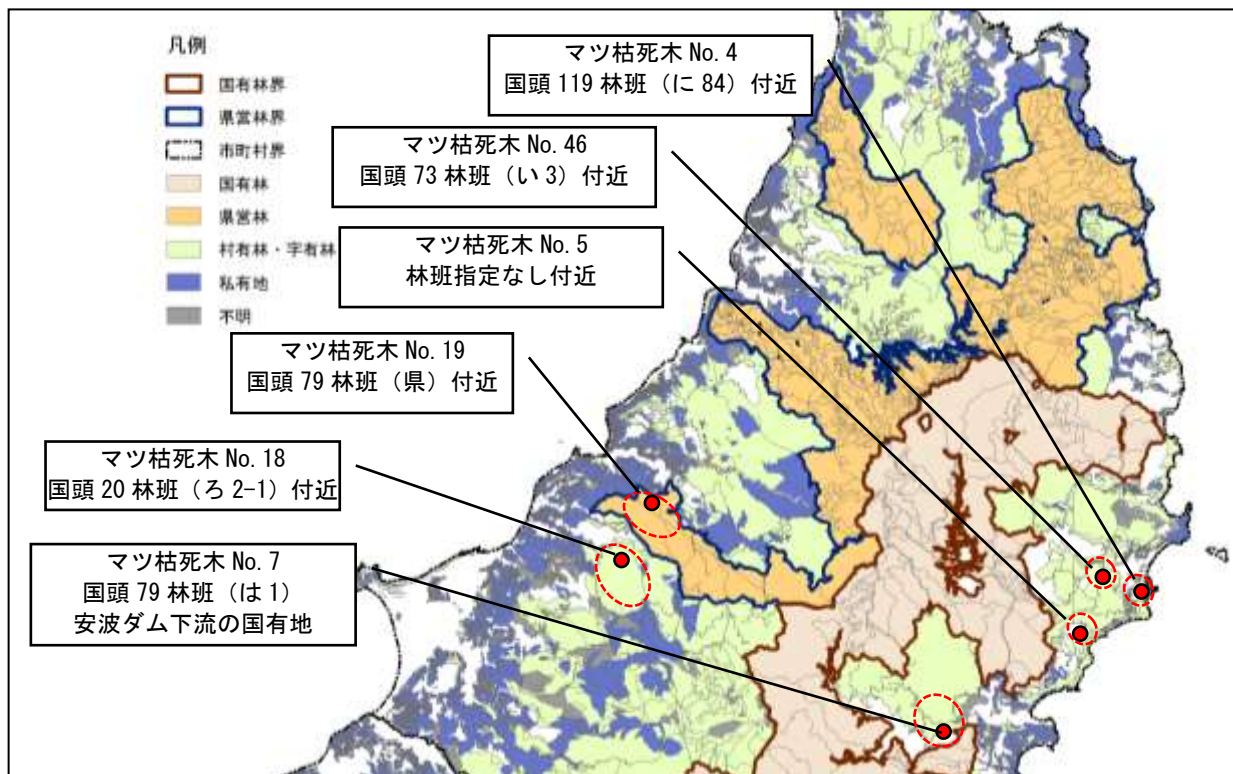 凡例
国有林界
県営林界
市町村界
国有林
県営林
村有林・字有林
私有地
不明
マツ枯死木 No. 4
国頭 119 林班（に 84）付近
マツ枯死木 No. 46
国頭 73 林班（い 3）付近
マツ枯死木 No. 5
林班指定なし付近
マツ枯死木 No. 19
国頭 79 林班（県）付近
マツ枯死木 No. 18
国頭 20 林班（ろ 2-1）付近
マツ枯死木 No. 7
国頭 79 林班（は 1）
安波ダム下流の国有地